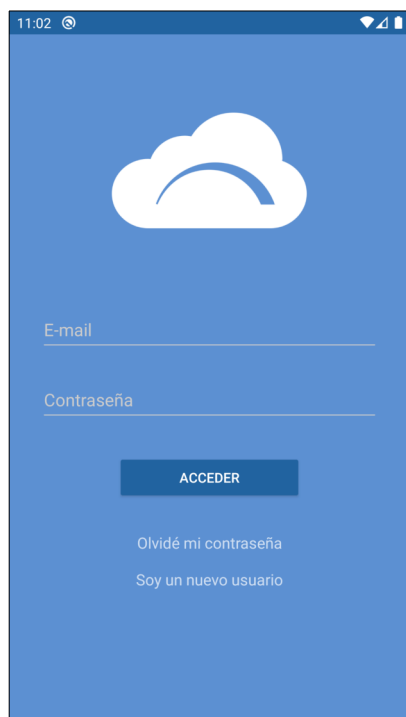 11:02
E-mail
Contraseña
ACCEDER
Olvidé mi contraseña
Soy un nuevo usuario